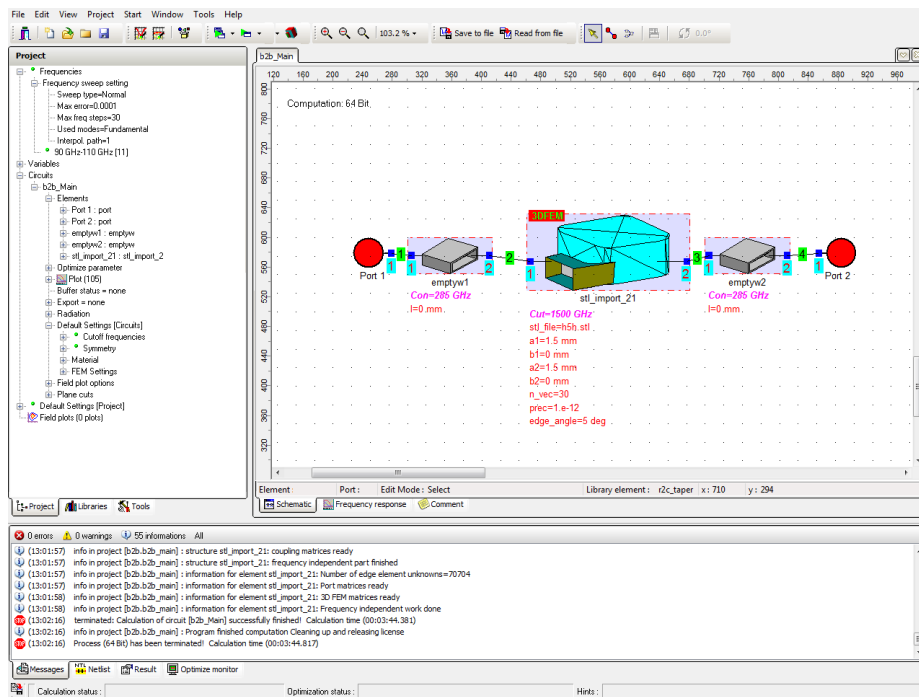 File Edit View Project Start Window Tools Help
103.2 % Save to file Read from file 0.0°
Project
Frequencies
Frequency sweep setting
Sweep type=Normal
Max error=0.0001
Max freq steps=30
Used modes=Fundamental
Interpol. path=1
90 GHz-110 GHz [11]
Variables
Circuits
b2b_Main
Elements
Port 1 : port
Port 2 : port
emptyw1 : emptyw
emptyw2 : emptyw
stl_import_21 : stl_import_2
Optimize parameter
Plot (105)
Buffer status = none
Export = none
Radiation
Default Settings [Circuits]
Cutoff frequencies
Symmetry
Material
FEM Settings
Field plot options
Plane cuts
Default Settings [Project]
Field plots (0 plots)
Project Libraries Tools
b2b_Main
120 160 200 240 280 320 360 400 440 480 520 560 600 640 680 720 760 800 840 880 920 960
800
760
720
680
640
600
560
520
480
440
400
360
320
Computation: 64 Bit
3DFEM
1 1 1 2 2 1 2 3 1 2 4 1
Port 1 emptyw1 stl_import_21 emptyw2 Port 2
Con=285 GHz
l=0 mm
Cut=1500 GHz
stl_file=h5h.stl
a1=1.5 mm
b1=0 mm
a2=1.5 mm
b2=0 mm
n_vec=30
prec=1.e-12
edge_angle=5 deg
Con=285 GHz
l=0 mm
Element Port : Edit Mode : Select Library element : r2c_taper x : 710 y : 294
Schematic Frequency response Comment
0 errors 0 warnings 55 informations All
(13:01:57) info in project [b2b.b2b_main] : structure stl_import_21: coupling matrices ready
(13:01:57) info in project [b2b.b2b_main] : structure stl_import_21: frequency independent part finished
(13:01:57) info in project [b2b.b2b_main] : information for element stl_import_21: Number of edge element unknowns=70704
(13:01:57) info in project [b2b.b2b_main] : information for element stl_import_21: Port matrices ready
(13:01:58) info in project [b2b.b2b_main] : information for element stl_import_21: 3D FEM matrices ready
(13:01:58) info in project [b2b.b2b_main] : information for element stl_import_21: Frequency independent work done
(13:02:16) terminated: Calculation of circuit [b2b_Main] successfully finished! Calculation time (00:03:44.381)
(13:02:16) info in project [b2b.b2b_main] : Program finished computation Cleaning up and releasing license
(13:02:16) Process (64 Bit) has been terminated! Calculation time (00:03:44.817)
Messages Netlist Result Optimize monitor
Calculation status : Optimization status : Hints :